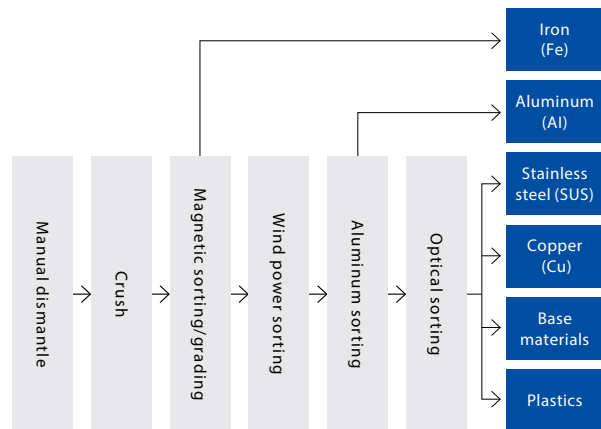 Iron
(Fe)
Aluminum
(Al)
Manual dismantle
Crush
Magnetic sorting/grading
Wind power sorting
Aluminum sorting
Optical sorting
Stainless
steel (SUS)
Copper
(Cu)
Base
materials
Plastics